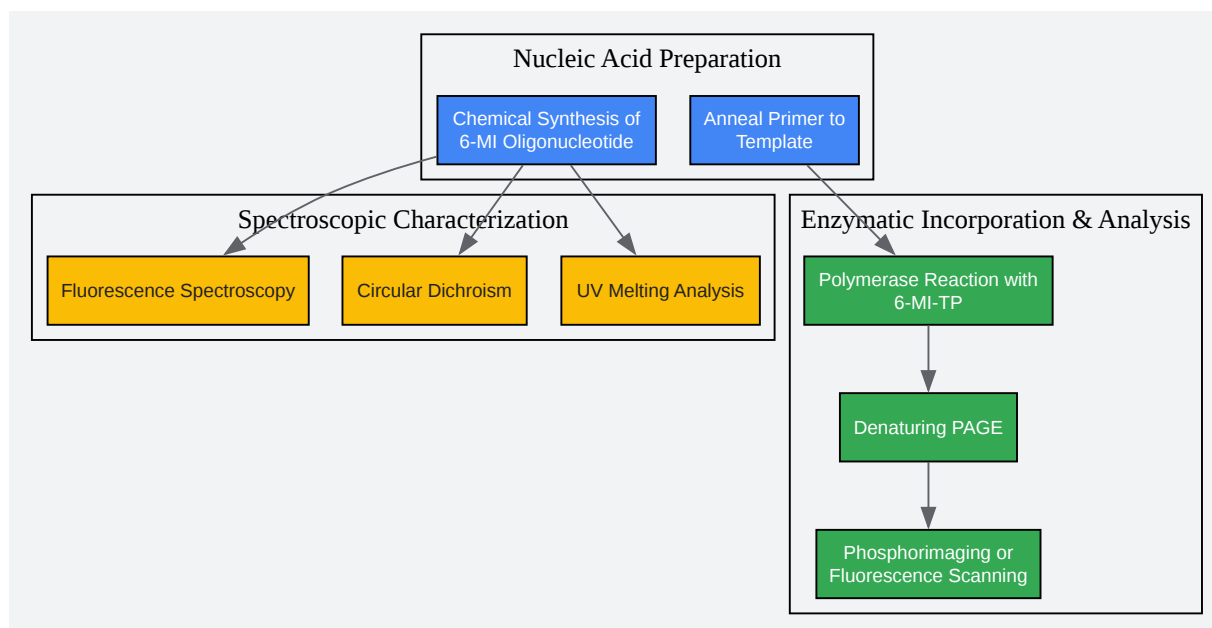 Nucleic Acid Preparation
Chemical Synthesis of
6-MI Oligonucleotide
Anneal Primer to
Template
Spectroscopic Characterization
Fluorescence Spectroscopy
Circular Dichroism
UV Melting Analysis
Enzymatic Incorporation & Analysis
Polymerase Reaction with
6-MI-TP
Denaturing PAGE
Phosphorimaging or
Fluorescence Scanning